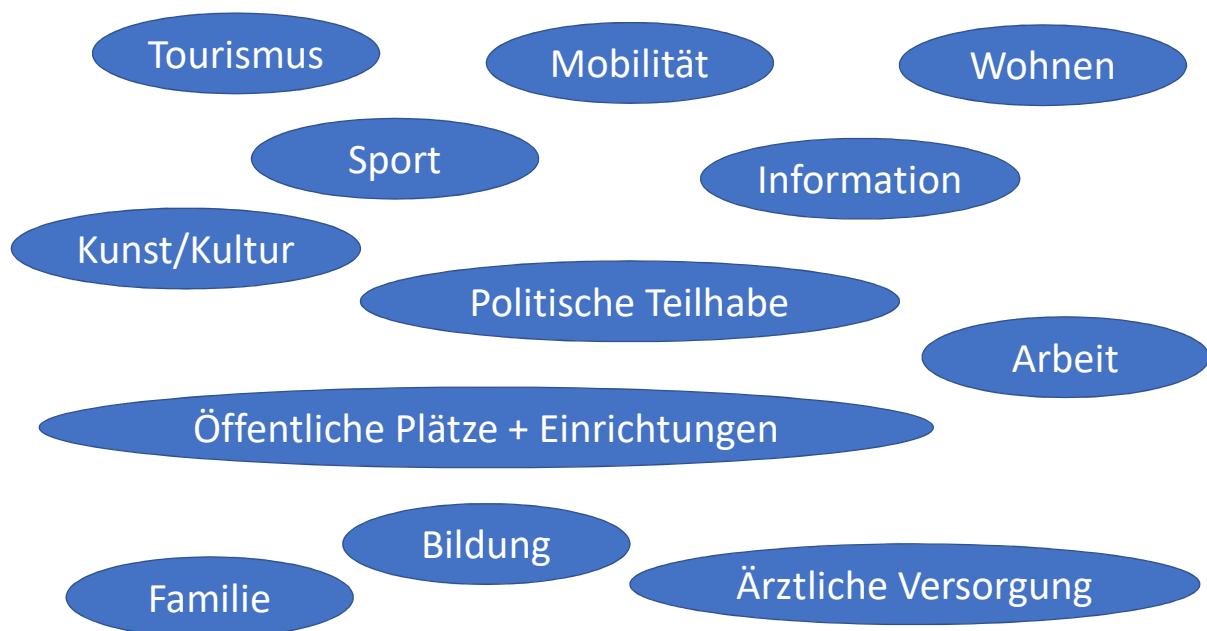 Tourismus
Mobilität
Wohnen
Sport
Information
Kunst/Kultur
Politische Teilhabe
Arbeit
Öffentliche Plätze + Einrichtungen
Bildung
Ärztliche Versorgung
Familie